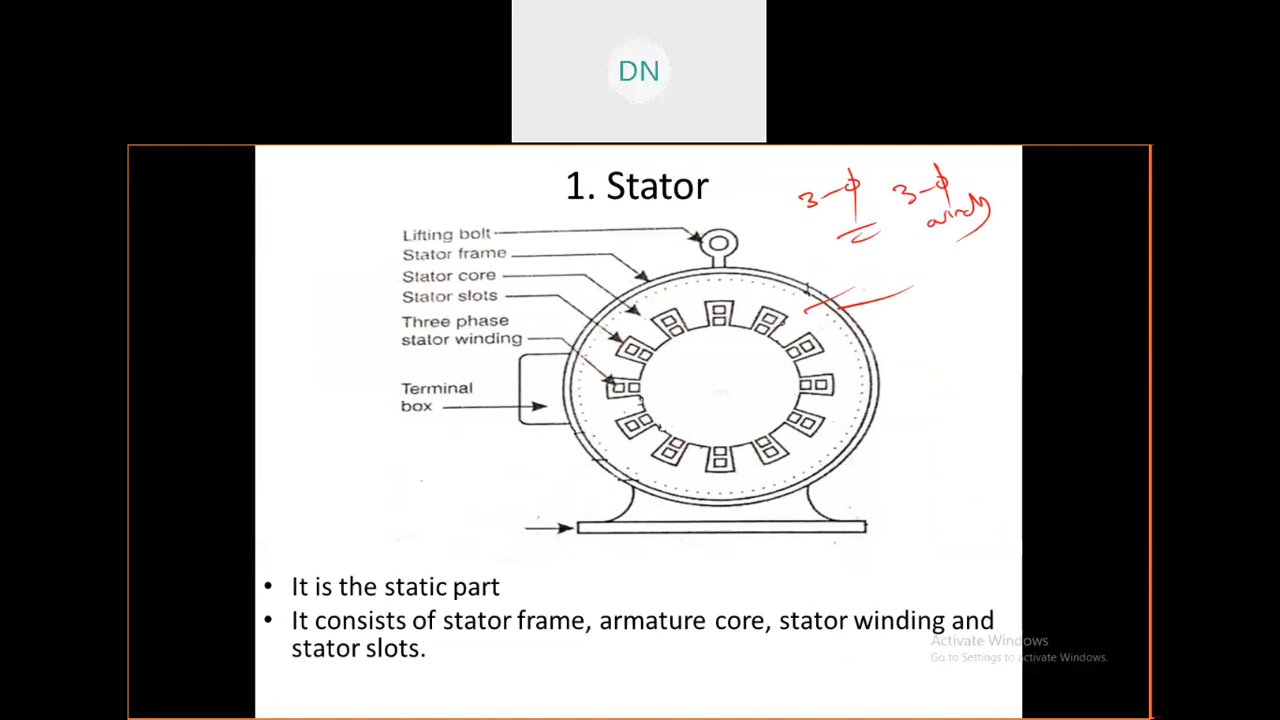 DN
1. Stator
3-ϕ 3-ϕ
Lifting bolt
Stator frame
Stator core
Stator slots
Three phase
stator winding
Terminal
box
• It is the static part
• It consists of stator frame, armature core, stator winding and
stator slots.
Activate Windows
Go to Settings to activate Windows.